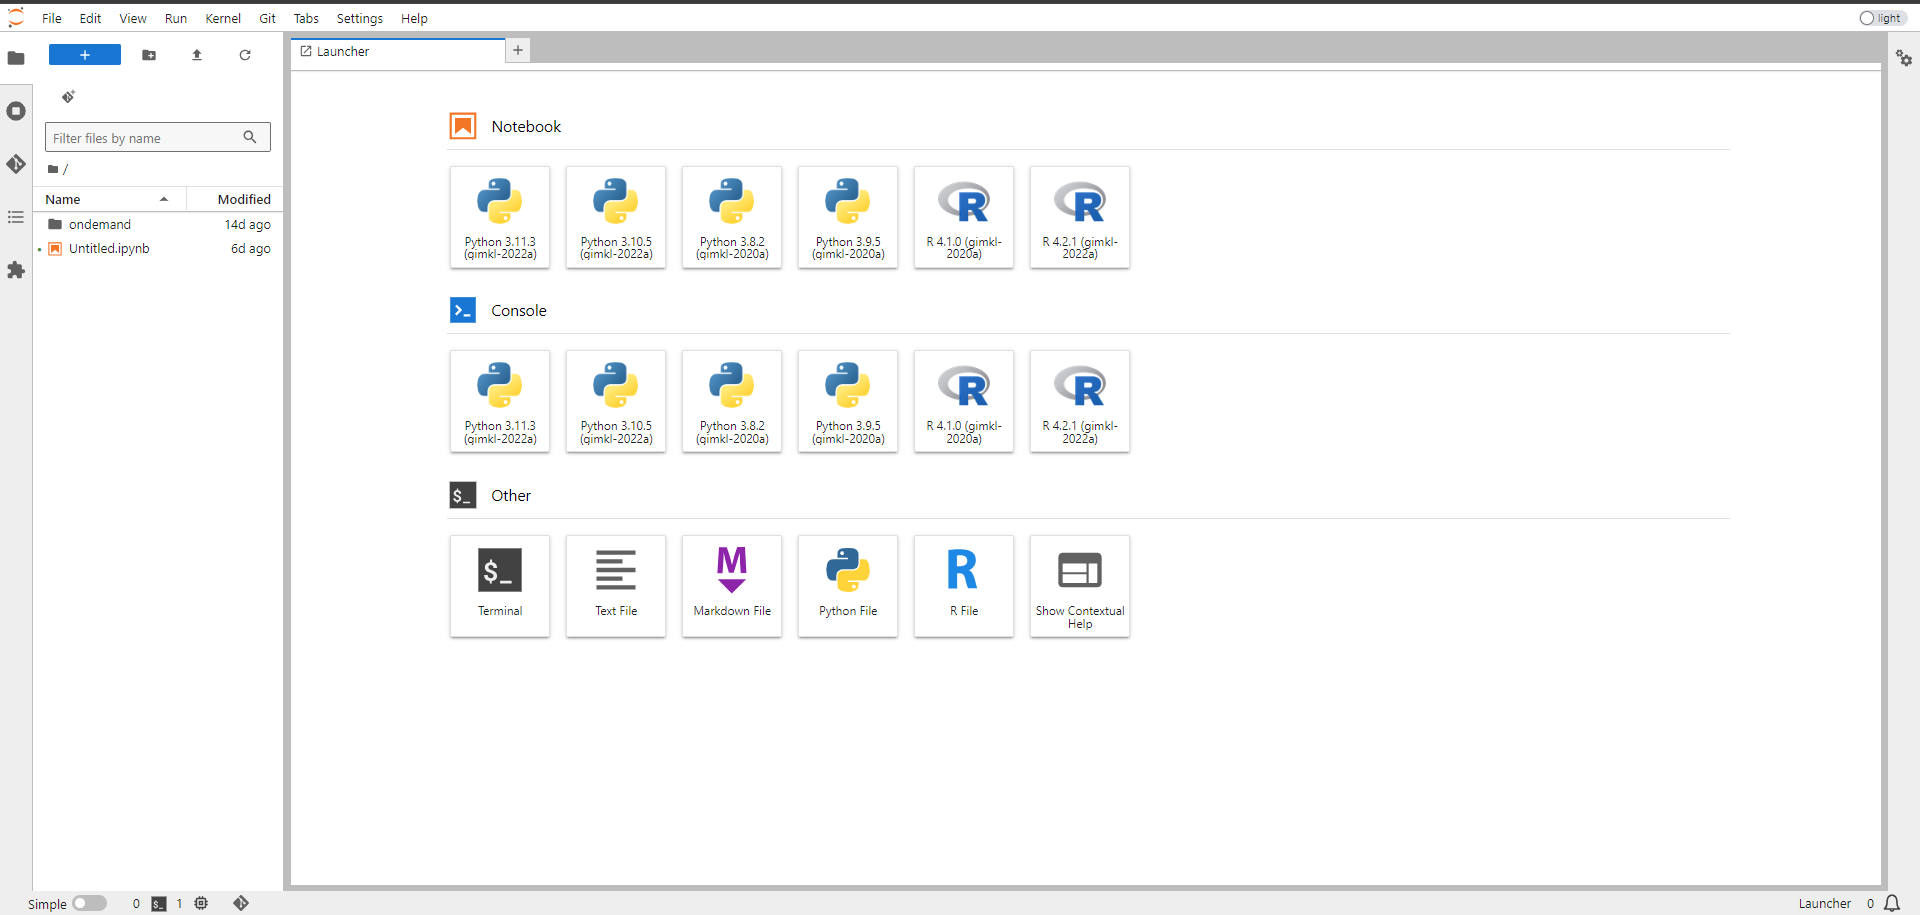 File Edit View Run Kernel Git Tabs Settings Help
light
Launcher
Filter files by name
/
Name Modified
ondemand 14d ago
Untitled.ipynb 6d ago
Notebook
Python 3.11.3
(gimkl-2022a)
Python 3.10.5
(gimkl-2022a)
Python 3.8.2
(gimkl-2020a)
Python 3.9.5
(gimkl-2020a)
R 4.1.0 (gimkl-
2020a)
R 4.2.1 (gimkl-
2022a)
Console
Python 3.11.3
(gimkl-2022a)
Python 3.10.5
(gimkl-2022a)
Python 3.8.2
(gimkl-2020a)
Python 3.9.5
(gimkl-2020a)
R 4.1.0 (gimkl-
2020a)
R 4.2.1 (gimkl-
2022a)
$_ Other
$_
Terminal
Text File
M
Markdown File
Python File
R
R File
Show Contextual
Help
Simple 0 $_ 1
Launcher 0